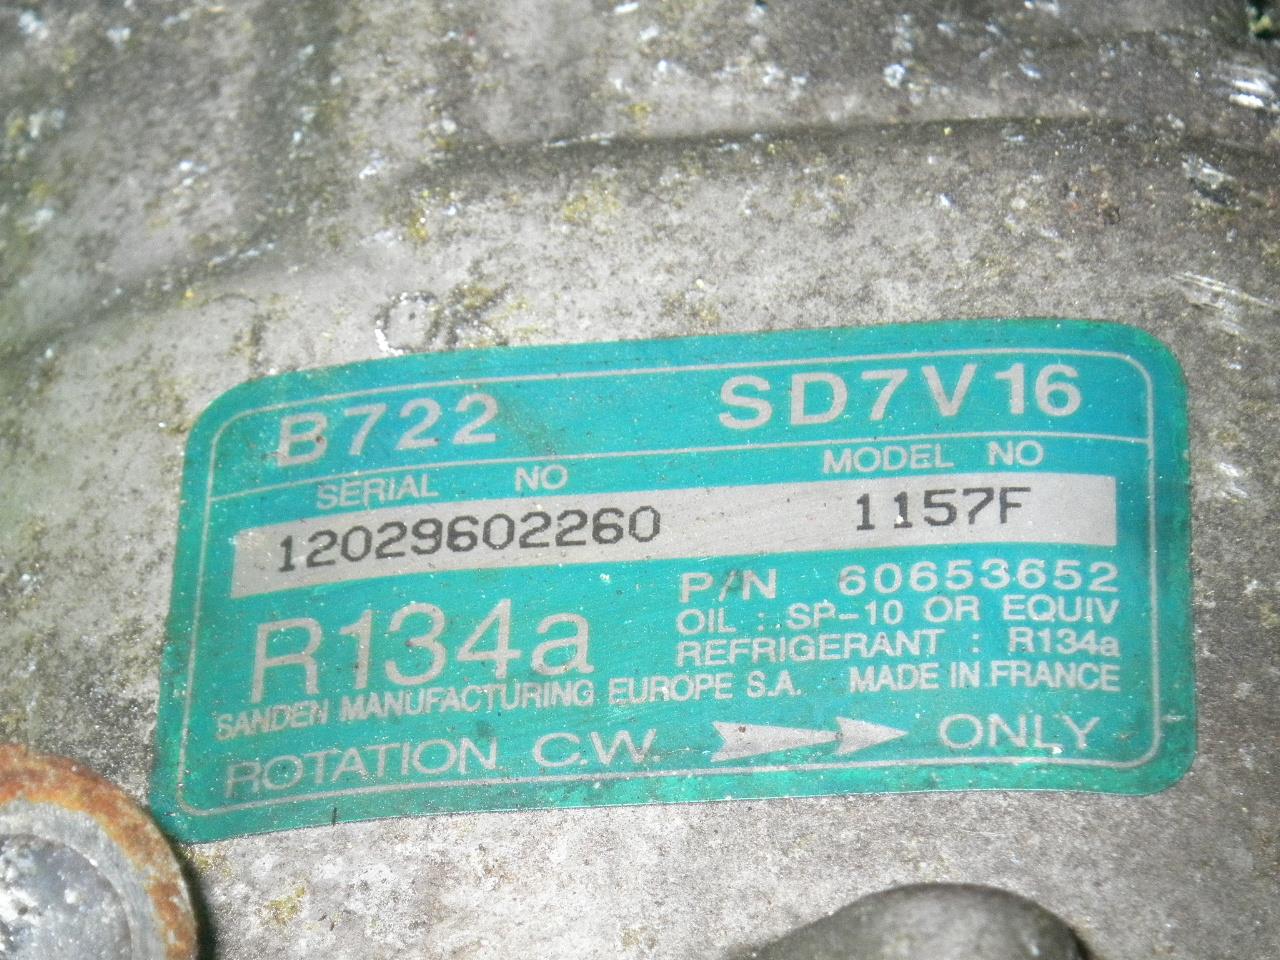 OK
B722 SD7V16
SERIAL NO MODEL NO
12029602260 1157F
R134a
P/N 60653652
OIL : SP-10 OR EQUIV
REFRIGERANT : R134a
SANDEN MANUFACTURING EUROPE S.A. MADE IN FRANCE
ROTATION C.W. ONLY